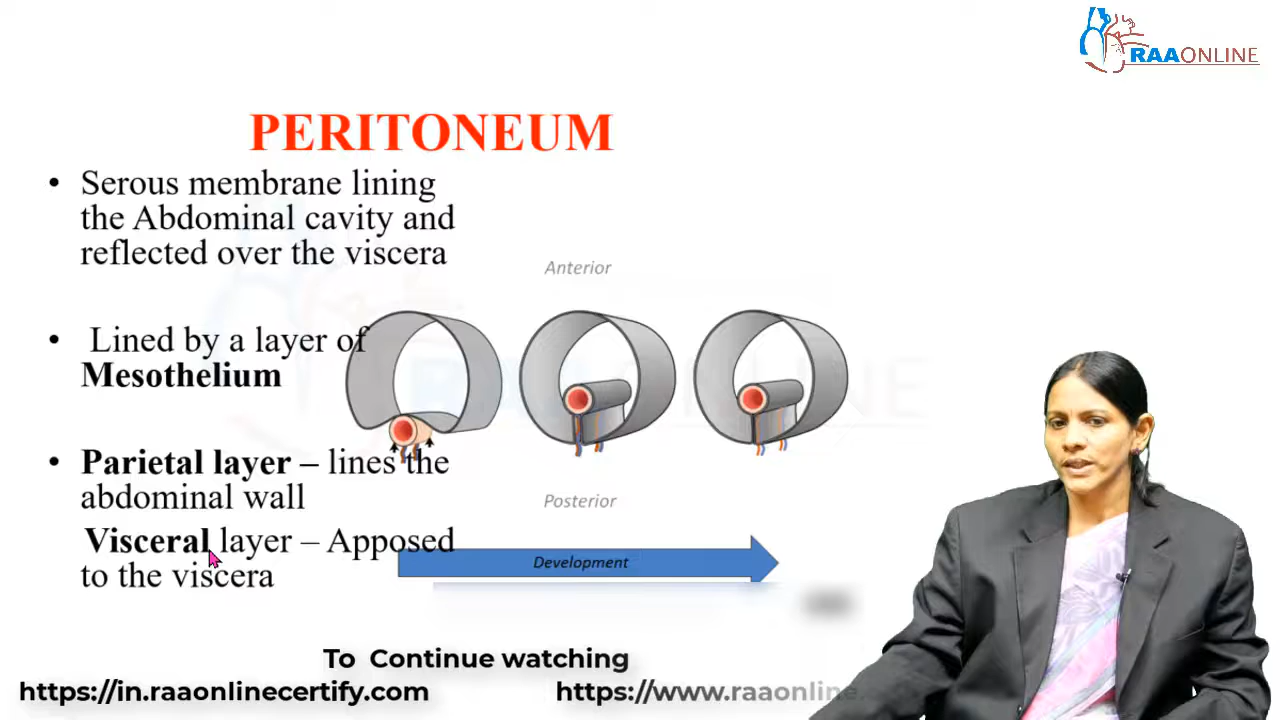 RAAONLINE
PERITONEUM
• Serous membrane lining
the Abdominal cavity and
reflected over the viscera
• Lined by a layer of
Mesothelium
• Parietal layer – lines the
abdominal wall
Visceral layer – Apposed
to the viscera
Anterior
Posterior
Development
To Continue watching
https://in.raaonlinecertify.com
https://www.raaonline.